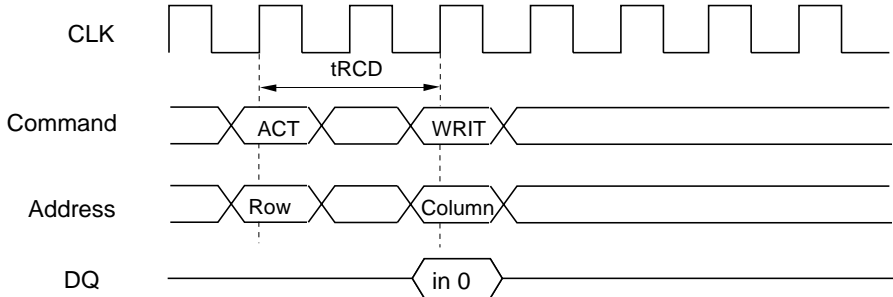 CLK
tRCD
Command ACT WRIT
Address Row Column
DQ in 0